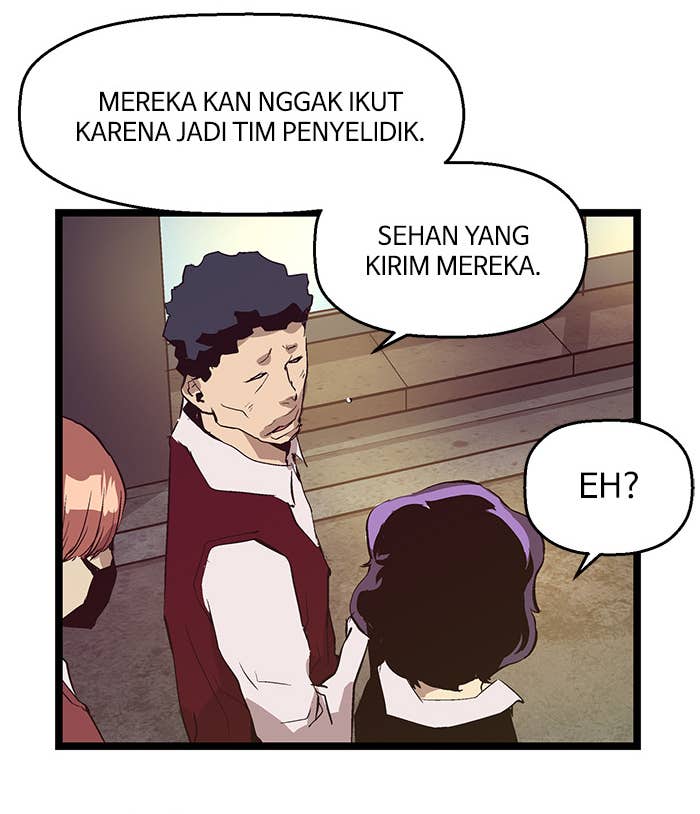 MEREKA KAN NGGAK IKUT
KARENA JADI TIM PENYELIDIK.
SEHAN YANG
KIRIM MEREKA.
EH?